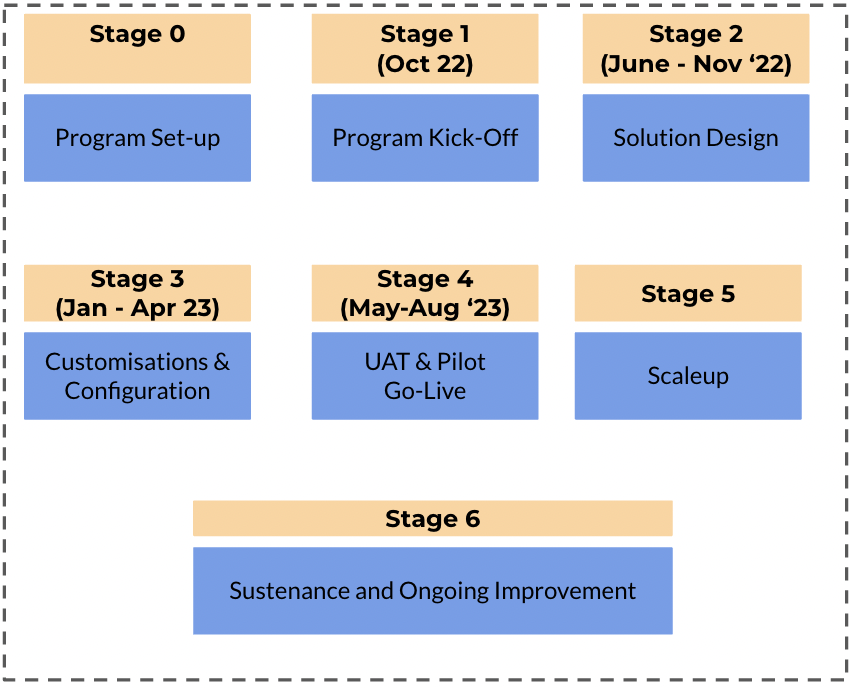 Stage 0
Stage 1
(Oct 22)
Stage 2
(June - Nov ‘22)
Program Set-up
Program Kick-Off
Solution Design
Stage 3
(Jan - Apr 23)
Stage 4
(May-Aug ‘23)
Stage 5
Customisations &
Configuration
UAT & Pilot
Go-Live
Scaleup
Stage 6
Sustenance and Ongoing Improvement